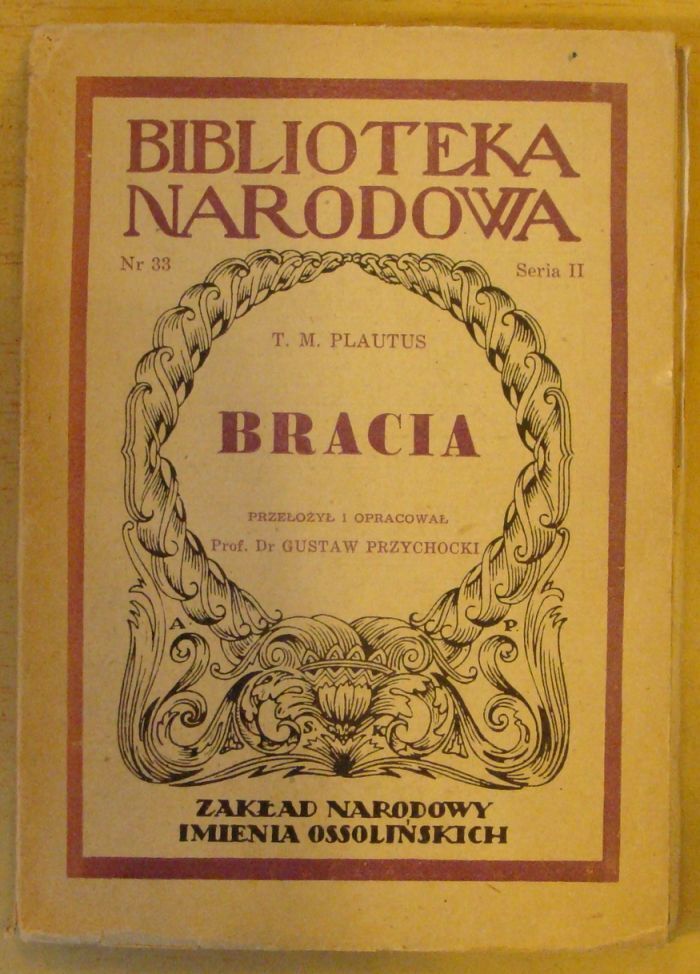 BIBLIOTEKA
NARODOWA
Nr 33 Seria II
T. M. PLAUTUS
BRACIA
PRZEŁOŻYŁ I OPRACOWAŁ
Prof. Dr GUSTAW PRZYCHOCKI
A. P.
S. K.
ZAKŁAD NARODOWY
IMIENIA OSSOLIŃSKICH